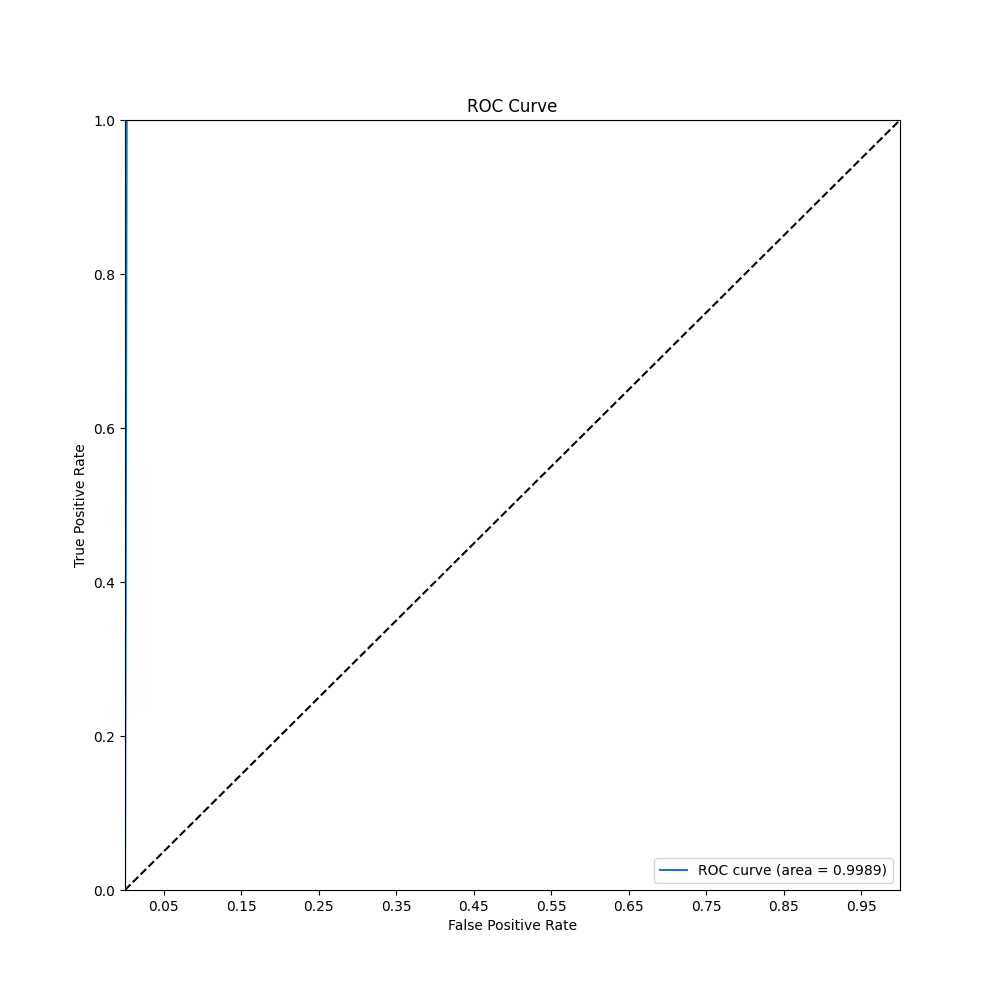 ROC Curve
1.0
0.8
0.6
0.4
0.2
0.0
True Positive Rate
ROC curve (area = 0.9989)
0.05 0.15 0.25 0.35 0.45 0.55 0.65 0.75 0.85 0.95
False Positive Rate